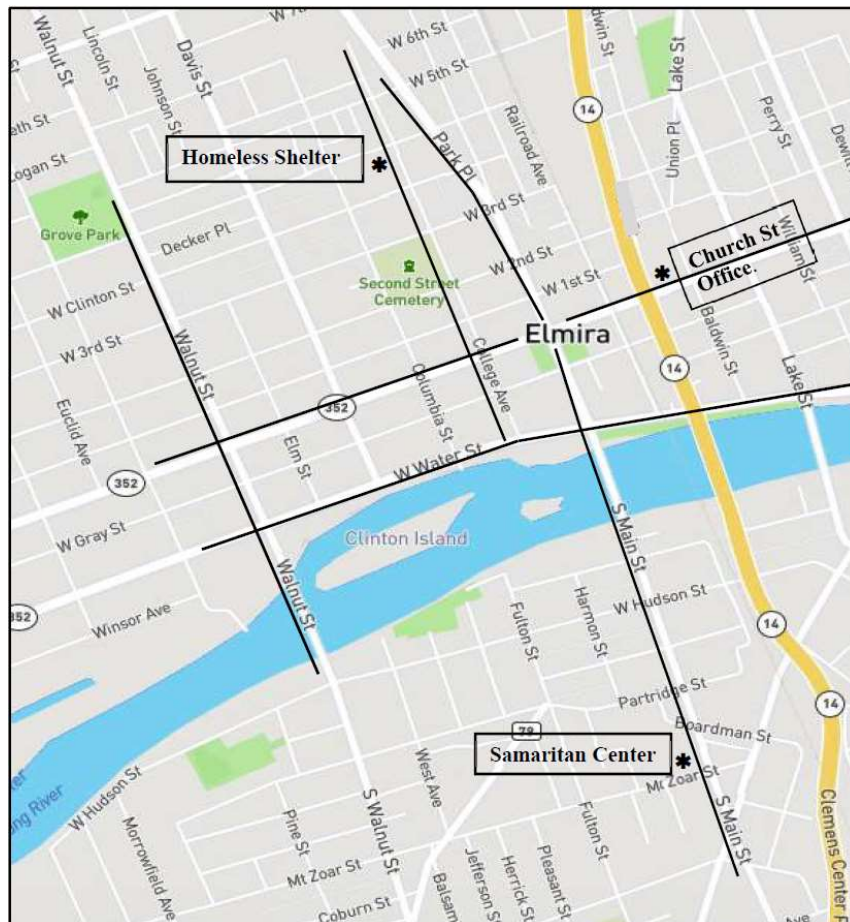 W 6th St
Walnut St
Lincoln St
Davis St
Johnson St
W 5th St
Lake St
14
Railroad Ave
Park Pl
Union Pl
Perry St
Homeless Shelter
W 3rd St
Grove Park
Decker Pl
W 2nd St
Church St
Office.
William St
Second Street
Cemetery
W 1st St
W Clinton St
Elmira
W 3rd St
Walnut St
College Ave
Baldwin St
14
352
Columbia St
Lake St
Euclid Ave
Elm St
W Water St
352
W Gray St
S Main St
Clinton Island
Walnut St
W Hudson St
Winsor Ave
352
Fulton St
Harmon St
14
Partridge St
14
Boardman St
79
Samaritan Center
Mt Zoar St
West Ave
W Hudson St
S Walnut St
Fulton St
S Main St
Clemens Center
Pine St
Morrowfield Ave
Mt Zoar St
Jefferson St
Herrick St
Pleasant St
Coburn St
Balsam